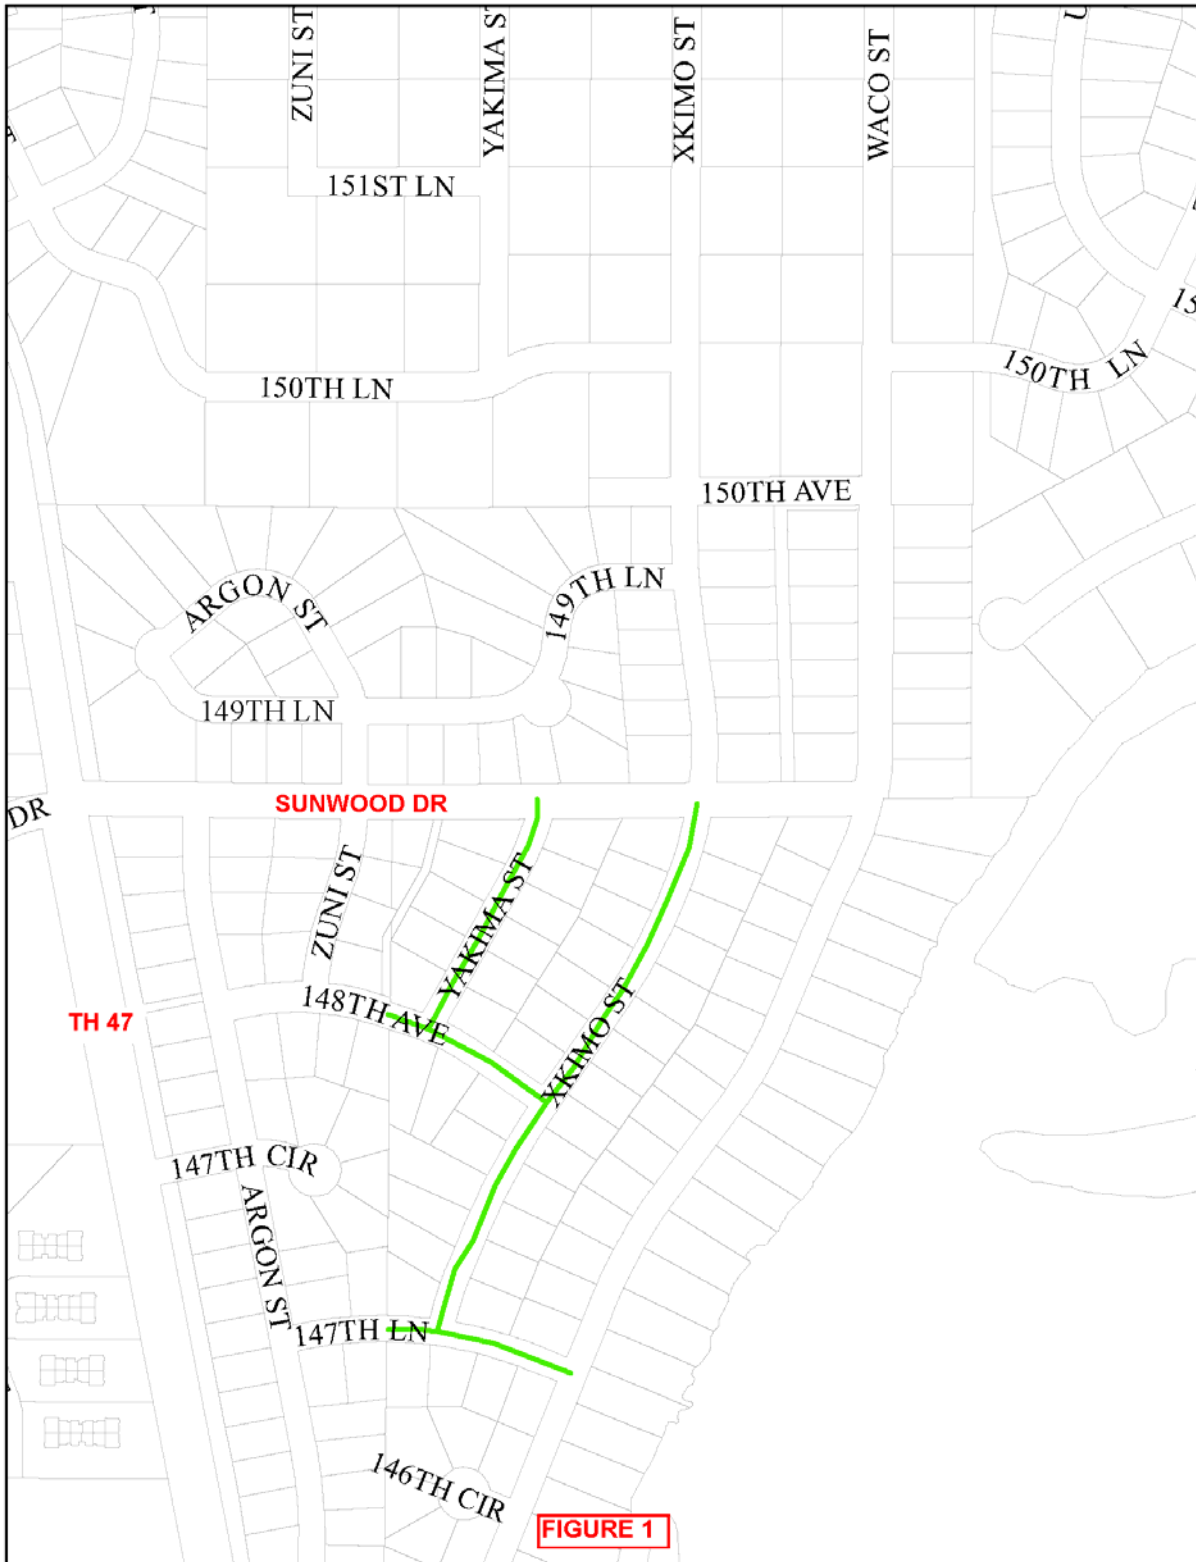 ZUNI ST
YAKIMA
XKIMO ST
WACO ST
151ST LN
150TH LN
150TH LN
150TH AVE
ARGON ST
149TH LN
149TH LN
SUNWOOD DR
DR
ZUNI ST
YAKIMA ST
148TH AVE
TH 47
XKIMO ST
147TH CIR
ARGON ST
147TH LN
146TH CIR
FIGURE 1